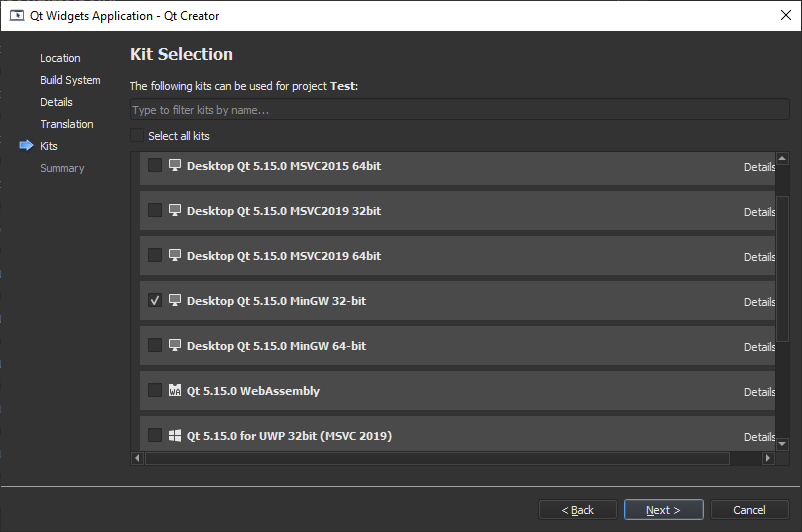 Qt Widgets Application - Qt Creator
Location
Build System
Details
Translation
Kits
Summary
Kit Selection
The following kits can be used for project Test:
Type to filter kits by name...
Select all kits
Desktop Qt 5.15.0 MSVC2015 64bit Details
Desktop Qt 5.15.0 MSVC2019 32bit Details
Desktop Qt 5.15.0 MSVC2019 64bit Details
Desktop Qt 5.15.0 MinGW 32-bit Details
Desktop Qt 5.15.0 MinGW 64-bit Details
WA Qt 5.15.0 WebAssembly Details
Qt 5.15.0 for UWP 32bit (MSVC 2019) Details
< Back Next > Cancel